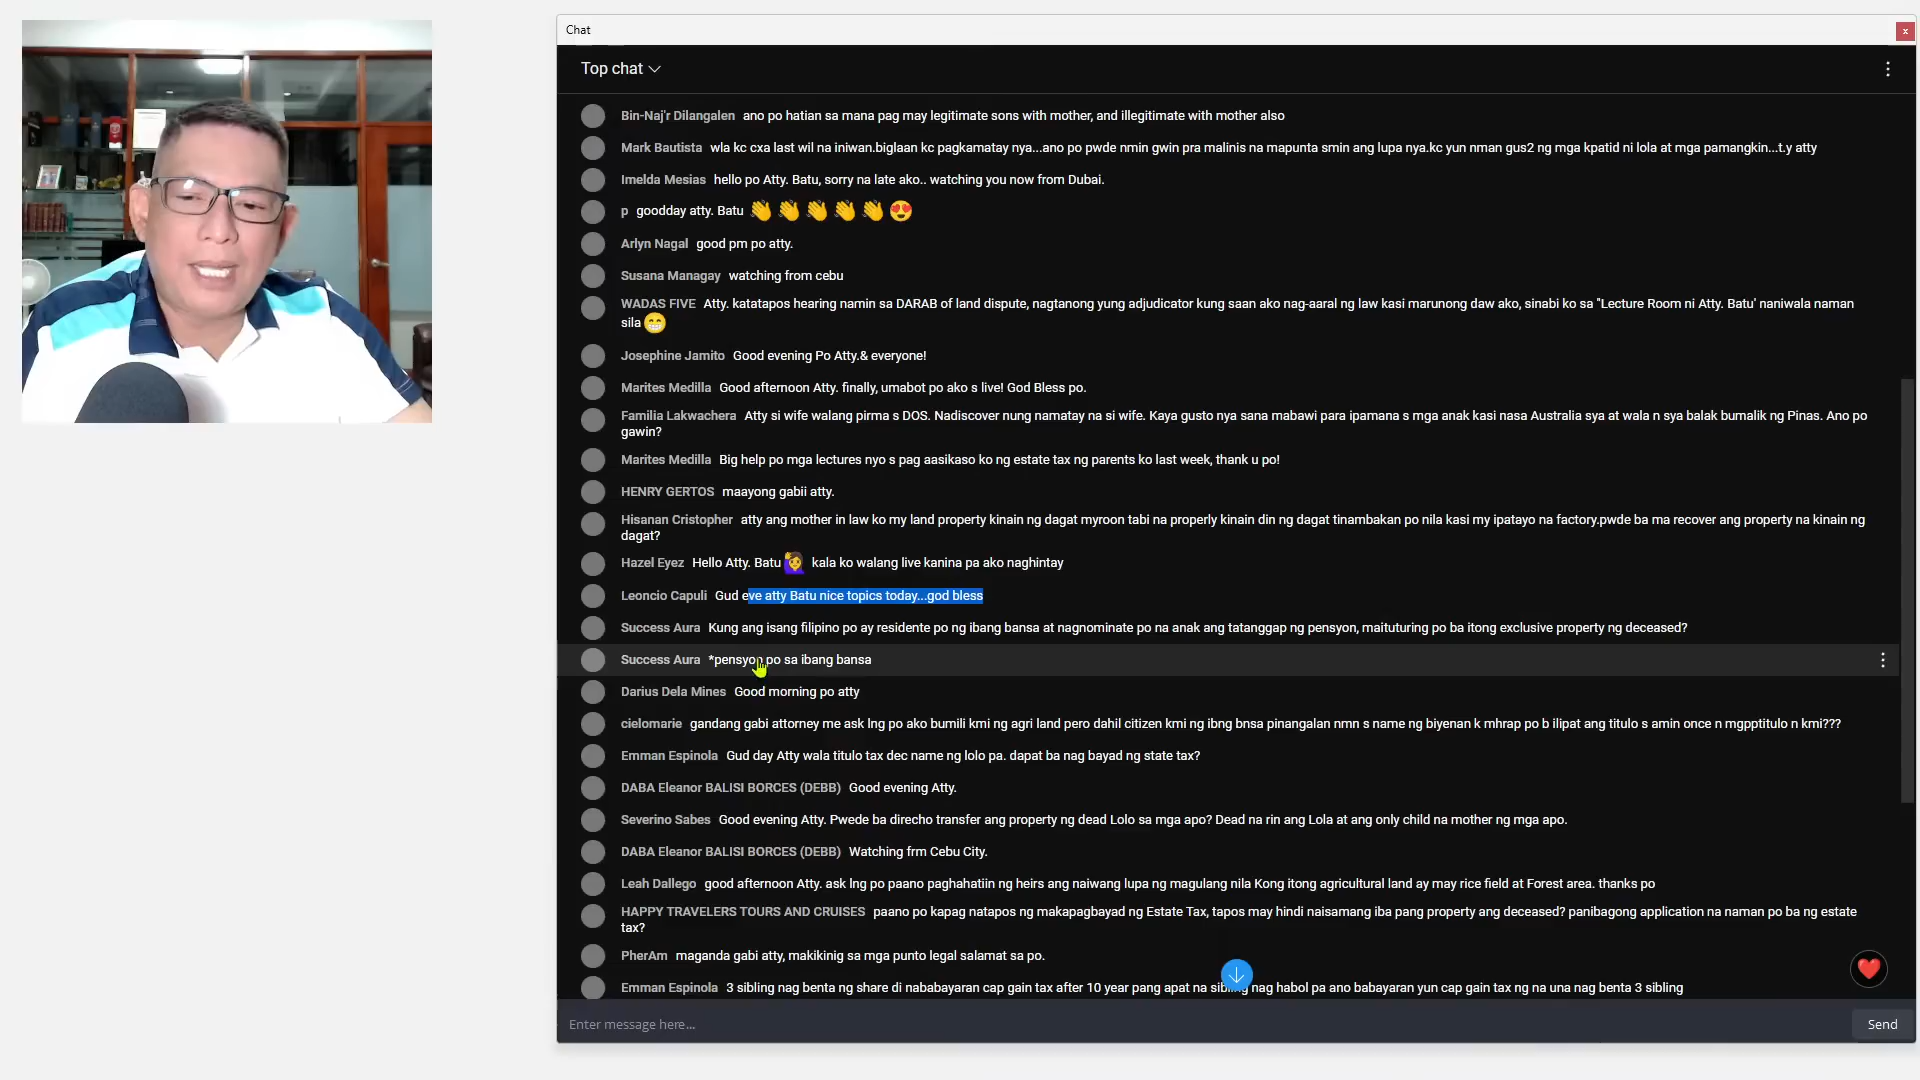 Chat
x
Top chat
Bin-Naj'r Dilangalen ano po hatian sa mana pag may legitimate sons with mother, and illegitimate with mother also
Mark Bautista wla kc cxa last wil na iniwan.biglaan kc pagkamatay nya...ano po pwde nmin gwin pra malinis na mapunta smin ang lupa nya.kc yun nman gus2 ng mga kpatid ni lola at mga pamangkin...t.y atty
Imelda Mesias hello po Atty. Batu, sorry na late ako.. watching you now from Dubai.
p goodday atty. Batu 👋👋👋👋👋😍
Arlyn Nagal good pm po atty.
Susana Managay watching from cebu
WADAS FIVE Atty. katatapos hearing namin sa DARAB of land dispute, nagtanong yung adjudicator kung saan ako nag-aaral ng law kasi marunong daw ako, sinabi ko sa "Lecture Room ni Atty. Batu' naniwala naman
sila 😁
Josephine Jamito Good evening Po Atty.& everyone!
Marites Medilla Good afternoon Atty. finally, umabot po ako s live! God Bless po.
Familia Lakwachera Atty si wife walang pirma s DOS. Nadiscover nung namatay na si wife. Kaya gusto nya sana mabawi para ipamana s mga anak kasi nasa Australia sya at wala n sya balak bumalik ng Pinas. Ano po
gawin?
Marites Medilla Big help po mga lectures nyo s pag aasikaso ko ng estate tax ng parents ko last week, thank u po!
HENRY GERTOS maayong gabii atty.
Hisanan Cristopher atty ang mother in law ko my land property kinain ng dagat myroon tabi na properly kinain din ng dagat tinambakan po nila kasi my ipatayo na factory.pwde ba ma recover ang property na kinain ng
dagat?
Hazel Eyez Hello Atty. Batu 🙋‍♀️ kala ko walang live kanina pa ako naghintay
Leoncio Capuli Gud eve atty Batu nice topics today...god bless
Success Aura Kung ang isang filipino po ay residente po ng ibang bansa at nagnominate po na anak ang tatanggap ng pensyon, maituturing po ba itong exclusive property ng deceased?
Success Aura *pensyon po sa ibang bansa
Darius Dela Mines Good morning po atty
cielomarie gandang gabi attorney me ask lng po ako bumili kmi ng agri land pero dahil citizen kmi ng ibng bnsa pinangalan nmn s name ng biyenan k mhrap po b ilipat ang titulo s amin once n mgpptitulo n kmi???
Emman Espinola Gud day Atty wala titulo tax dec name ng lolo pa. dapat ba nag bayad ng state tax?
DABA Eleanor BALISI BORCES (DEBB) Good evening Atty.
Severino Sabes Good evening Atty. Pwede ba direcho transfer ang property ng dead Lolo sa mga apo? Dead na rin ang Lola at ang only child na mother ng mga apo.
DABA Eleanor BALISI BORCES (DEBB) Watching frm Cebu City.
Leah Dallego good afternoon Atty. ask lng po paano paghahatiin ng heirs ang naiwang lupa ng magulang nila Kong itong agricultural land ay may rice field at Forest area. thanks po
HAPPY TRAVELERS TOURS AND CRUISES paano po kapag natapos ng makapagbayad ng Estate Tax, tapos may hindi naisamang iba pang property ang deceased? panibagong application na naman po ba ng estate
tax?
PherAm maganda gabi atty, makikinig sa mga punto legal salamat sa po.
Emman Espinola 3 sibling nag benta ng share di nababayaran cap gain tax after 10 year pang apat na sibling nag habol pa ano babayaran yun cap gain tax ng na una nag benta 3 sibling
Enter message here...
Send